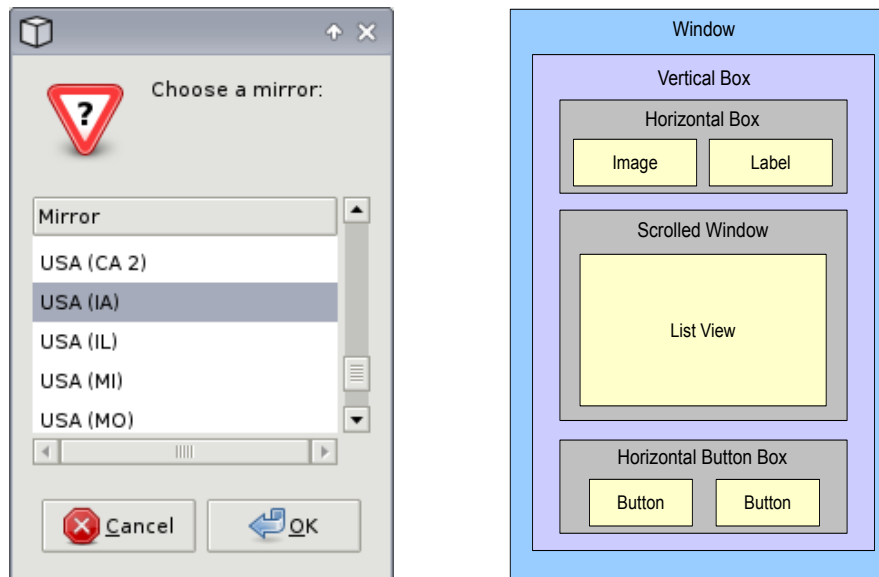 ?
Choose a mirror:
Mirror
USA (CA 2)
USA (IA)
USA (IL)
USA (MI)
USA (MO)
Cancel
OK
Window
Vertical Box
Horizontal Box
Image
Label
Scrolled Window
List View
Horizontal Button Box
Button
Button